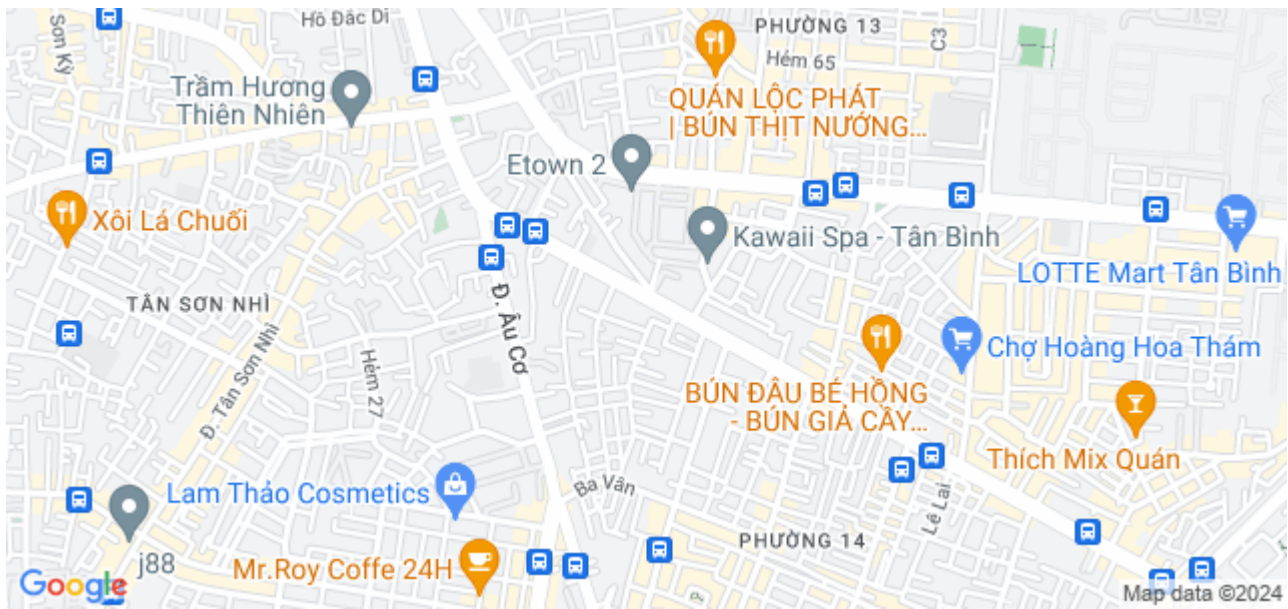 Hồ Đắc Di
PHƯỜNG 13
Sơn Kỳ
C3
Hẻm 65
Trầm Hương
Thiên Nhiên
QUÁN LỘC PHÁT
| BÚN THỊT NƯỚNG...
Etown 2
Xôi Lá Chuối
Kawaii Spa - Tân Bình
LOTTE Mart Tân Bình
TÂN SƠN NHÌ
Đ. Âu Cơ
Chợ Hoàng Hoa Thám
Đ. Tân Sơn Nhì
Hẻm 27
BÚN ĐẬU BÉ HỒNG
- BÚN GIẢ CẦY...
Thích Mix Quán
Lam Thảo Cosmetics
Ba Vân
Lê Lai
PHƯỜNG 14
j88
Mr.Roy Coffe 24H
Google
Map data ©2024